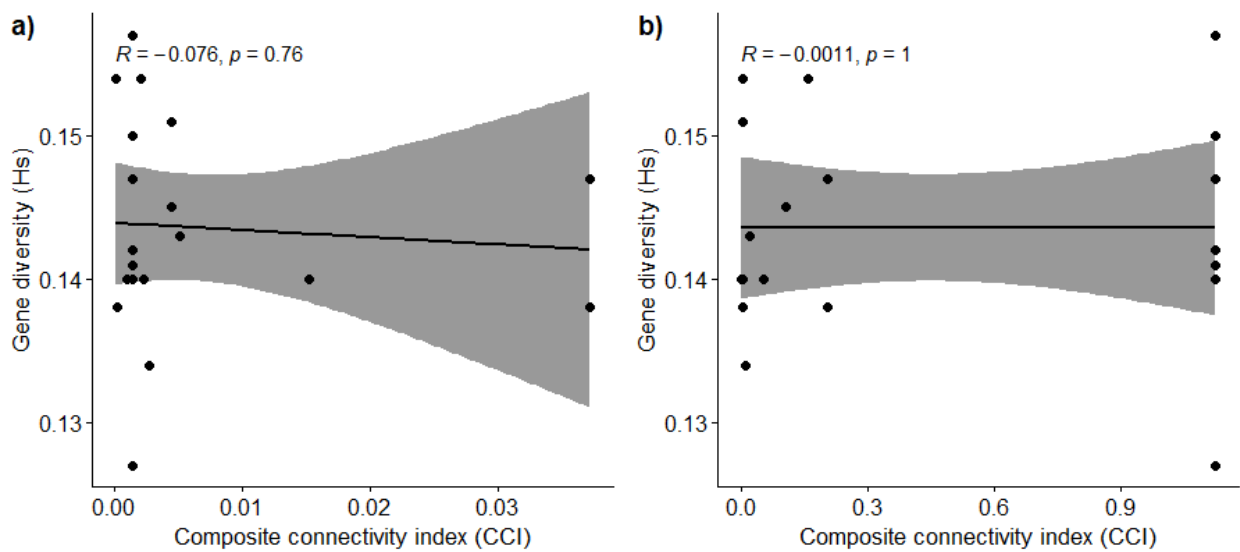 a)
R = −0.076, p = 0.76
Gene diversity (Hs)
0.15
0.14
0.13
0.00 0.01 0.02 0.03
Composite connectivity index (CCI)
b)
R = −0.0011, p = 1
Gene diversity (Hs)
0.15
0.14
0.13
0.0 0.3 0.6 0.9
Composite connectivity index (CCI)